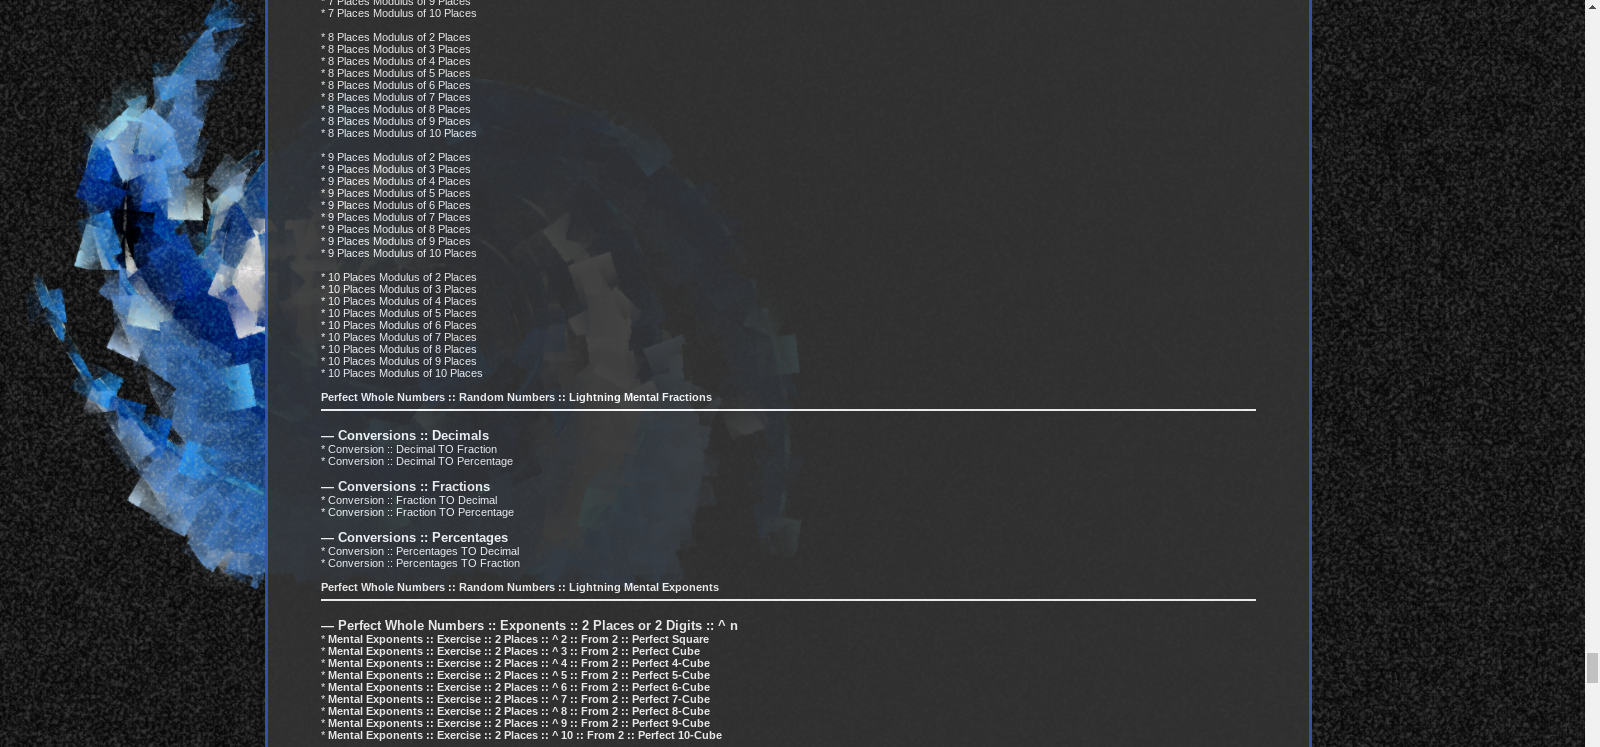 * 7 Places Modulus of 9 Places
* 7 Places Modulus of 10 Places
* 8 Places Modulus of 2 Places
* 8 Places Modulus of 3 Places
* 8 Places Modulus of 4 Places
* 8 Places Modulus of 5 Places
* 8 Places Modulus of 6 Places
* 8 Places Modulus of 7 Places
* 8 Places Modulus of 8 Places
* 8 Places Modulus of 9 Places
* 8 Places Modulus of 10 Places
* 9 Places Modulus of 2 Places
* 9 Places Modulus of 3 Places
* 9 Places Modulus of 4 Places
* 9 Places Modulus of 5 Places
* 9 Places Modulus of 6 Places
* 9 Places Modulus of 7 Places
* 9 Places Modulus of 8 Places
* 9 Places Modulus of 9 Places
* 9 Places Modulus of 10 Places
* 10 Places Modulus of 2 Places
* 10 Places Modulus of 3 Places
* 10 Places Modulus of 4 Places
* 10 Places Modulus of 5 Places
* 10 Places Modulus of 6 Places
* 10 Places Modulus of 7 Places
* 10 Places Modulus of 8 Places
* 10 Places Modulus of 9 Places
* 10 Places Modulus of 10 Places
Perfect Whole Numbers :: Random Numbers :: Lightning Mental Fractions
— Conversions :: Decimals
* Conversion :: Decimal TO Fraction
* Conversion :: Decimal TO Percentage
— Conversions :: Fractions
* Conversion :: Fraction TO Decimal
* Conversion :: Fraction TO Percentage
— Conversions :: Percentages
* Conversion :: Percentages TO Decimal
* Conversion :: Percentages TO Fraction
Perfect Whole Numbers :: Random Numbers :: Lightning Mental Exponents
— Perfect Whole Numbers :: Exponents :: 2 Places or 2 Digits :: ^ n
* Mental Exponents :: Exercise :: 2 Places :: ^ 2 :: From 2 :: Perfect Square
* Mental Exponents :: Exercise :: 2 Places :: ^ 3 :: From 2 :: Perfect Cube
* Mental Exponents :: Exercise :: 2 Places :: ^ 4 :: From 2 :: Perfect 4-Cube
* Mental Exponents :: Exercise :: 2 Places :: ^ 5 :: From 2 :: Perfect 5-Cube
* Mental Exponents :: Exercise :: 2 Places :: ^ 6 :: From 2 :: Perfect 6-Cube
* Mental Exponents :: Exercise :: 2 Places :: ^ 7 :: From 2 :: Perfect 7-Cube
* Mental Exponents :: Exercise :: 2 Places :: ^ 8 :: From 2 :: Perfect 8-Cube
* Mental Exponents :: Exercise :: 2 Places :: ^ 9 :: From 2 :: Perfect 9-Cube
* Mental Exponents :: Exercise :: 2 Places :: ^ 10 :: From 2 :: Perfect 10-Cube